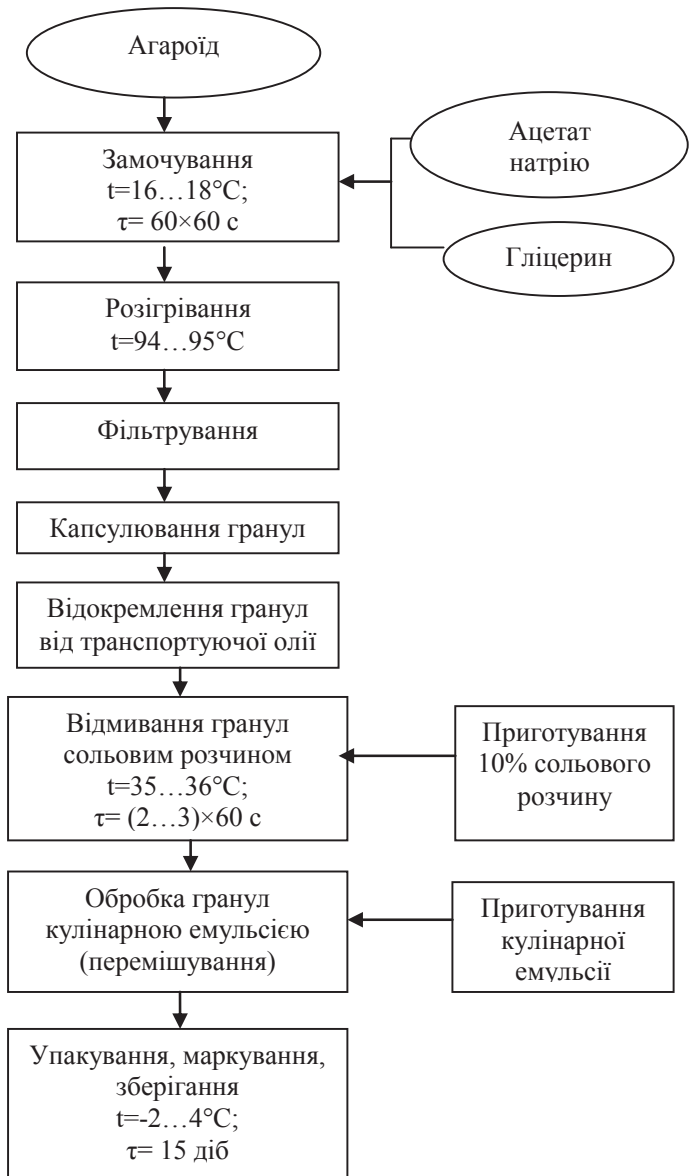 Агароїд
Замочування
t=16…18°C;
τ= 60×60 с
Ацетат
натрію
Гліцерин
Розігрівання
t=94…95°C
Фільтрування
Капсулювання гранул
Відокремлення гранул
від транспортуючої олії
Відмивання гранул
сольовим розчином
t=35…36°C;
τ= (2…3)×60 с
Приготування
10% сольового
розчину
Обробка гранул
кулінарною емульсією
(перемішування)
Приготування
кулінарної
емульсії
Упакування, маркування,
зберігання
t=-2…4°C;
τ= 15 діб